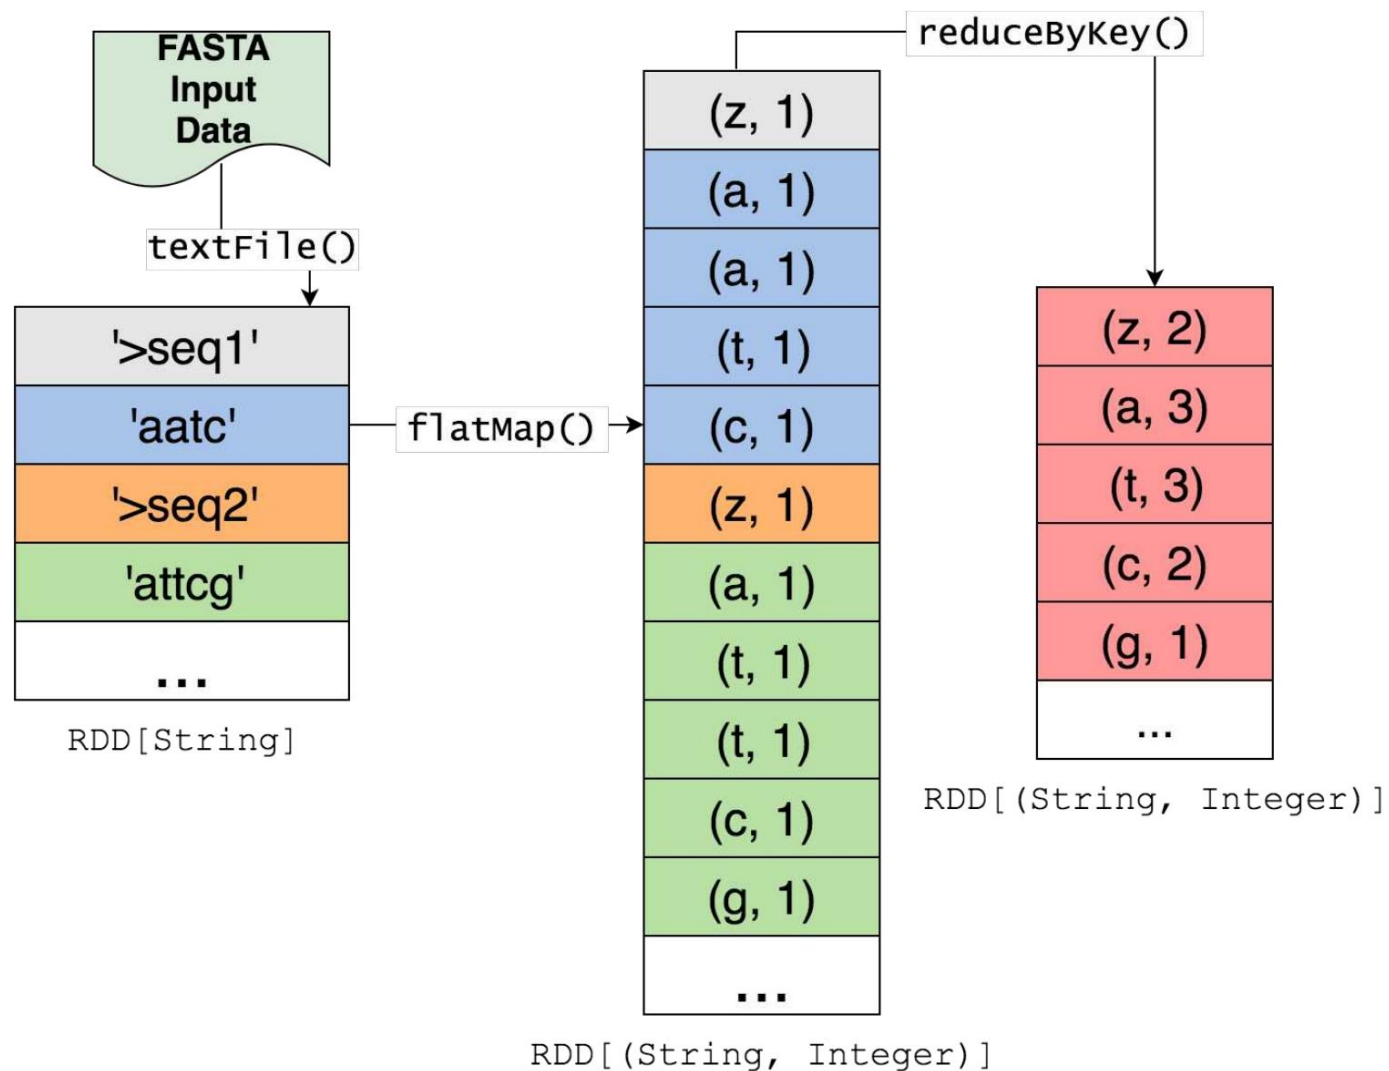 FASTA
Input
Data
textFile()
'>seq1'
'aatc'
'>seq2'
'attcg'
...
RDD[String]
flatMap()
(z, 1)
(a, 1)
(a, 1)
(t, 1)
(c, 1)
(z, 1)
(a, 1)
(t, 1)
(t, 1)
(c, 1)
(g, 1)
...
RDD[(String, Integer)]
reduceByKey()
(z, 2)
(a, 3)
(t, 3)
(c, 2)
(g, 1)
...
RDD[(String, Integer)]